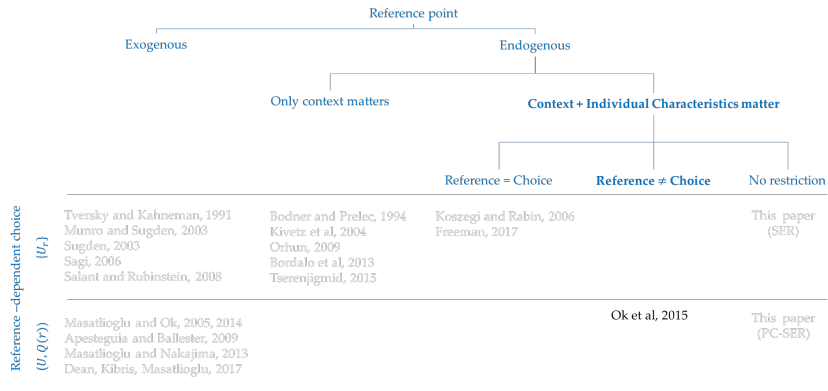 Reference point
Exogenous
Endogenous
Only context matters
Context + Individual Characteristics matter
Reference = Choice
Reference ≠ Choice
No restriction
Reference –dependent choice
{Uᵣ}
Tversky and Kahneman, 1991
Munro and Sugden, 2003
Sugden, 2003
Sagi, 2006
Salant and Rubinstein, 2008
Bodner and Prelec, 1994
Kivetz et al, 2004
Orhun, 2009
Bordalo et al, 2013
Tserenjigmid, 2015
Koszegi and Rabin, 2006
Freeman, 2017
This paper
(SER)
(U, Q(r))
Masatlioglu and Ok, 2005, 2014
Apesteguia and Ballester, 2009
Masatlioglu and Nakajima, 2013
Dean, Kibris, Masatlioglu, 2017
Ok et al, 2015
This paper
(PC-SER)